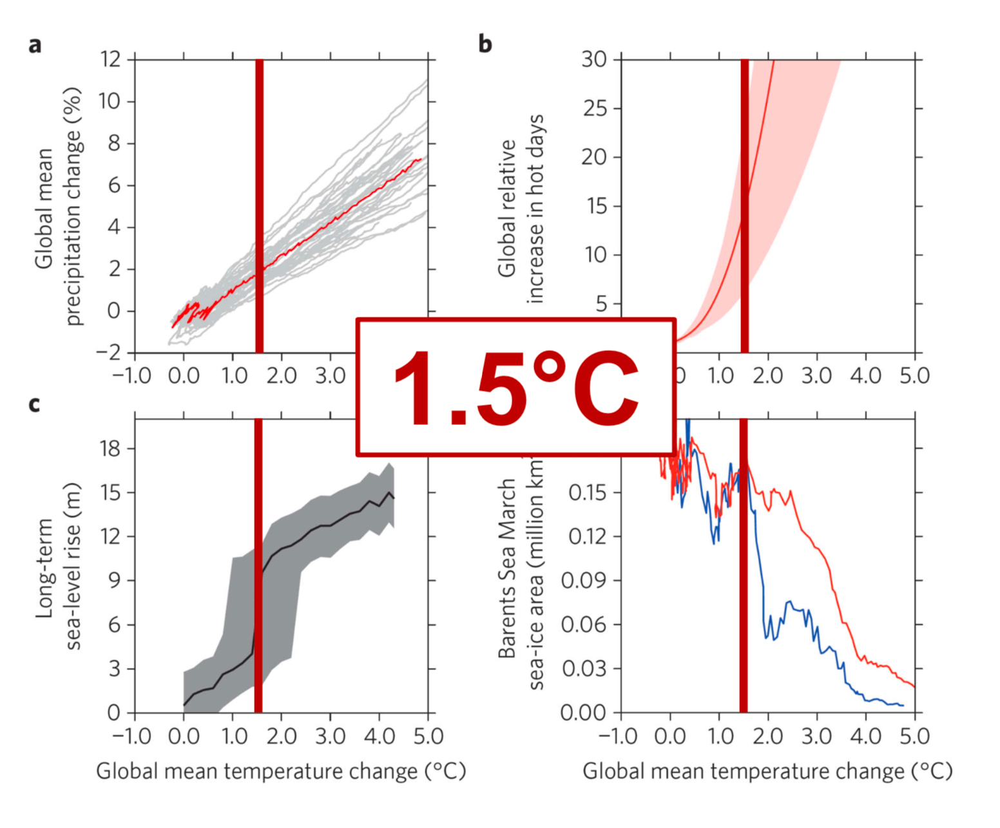 a
12
10
8
6
4
2
0
−2
−1.0 0.0 1.0 2.0 3.0
Global mean
precipitation change (%)
b
30
25
20
15
10
5
0 1.0 2.0 3.0 4.0 5.0
Global relative
increase in hot days
1.5°C
c
18
15
12
9
6
3
0
−1.0 0.0 1.0 2.0 3.0 4.0 5.0
Long-term
sea-level rise (m)
Global mean temperature change (°C)
0.15
0.12
0.09
0.06
0.03
0.00
−1.0 0.0 1.0 2.0 3.0 4.0 5.0
Barents Sea March
sea-ice area (million km
Global mean temperature change (°C)